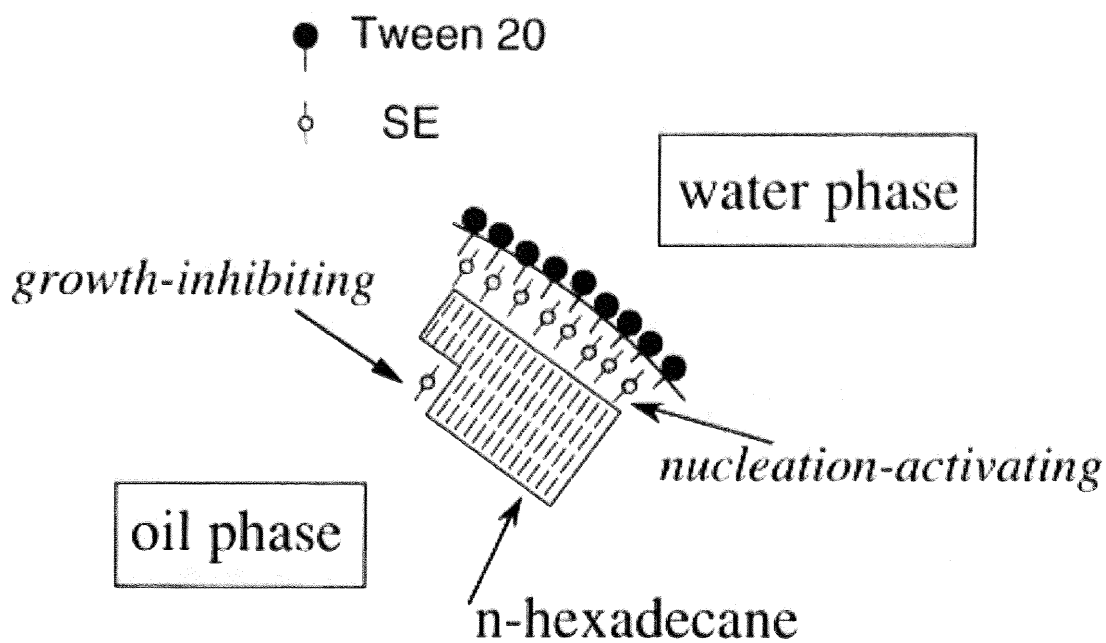 Tween 20
SE
water phase
growth-inhibiting
nucleation-activating
oil phase
n-hexadecane